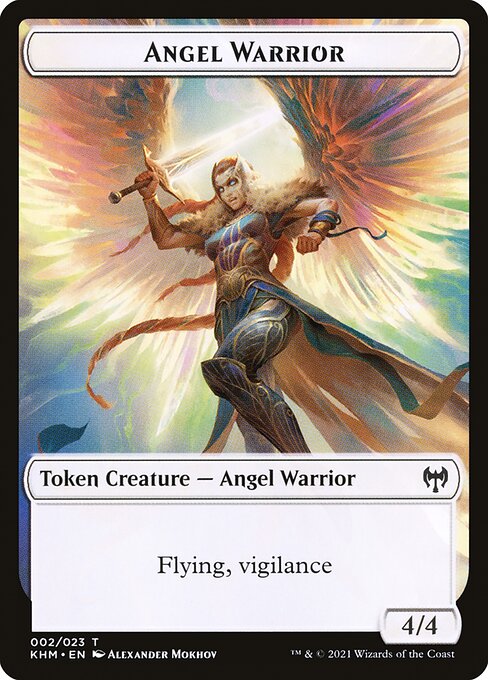 Angel Warrior
Token Creature — Angel Warrior
Flying, vigilance
4/4
002/023 T
KHM • EN Alexander Mokhov
™ & © 2021 Wizards of the Coast